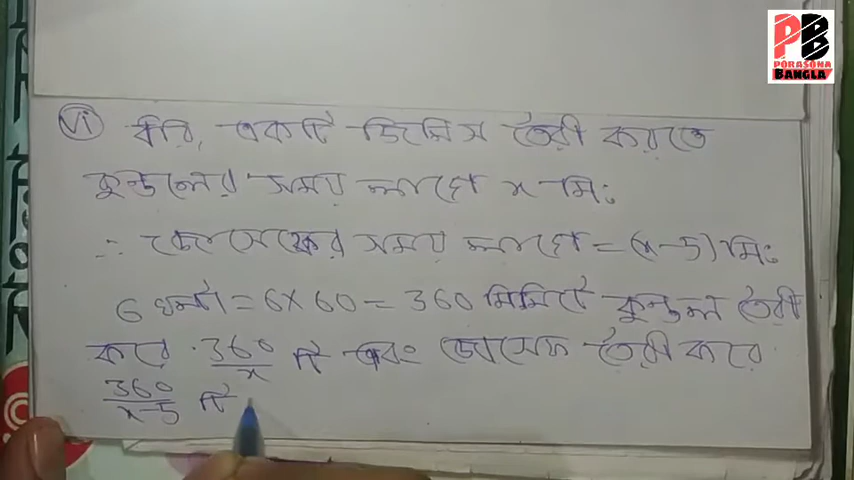 PB
PORASONA
BANGLA
vi ধরি, একটি জিনিস তৈরী করতে
কুন্তলের সময় লাগে x মিঃ
∴ জোসেফের সময় লাগে = (x-5) মিঃ
6 ঘন্টা = 6×60 = 360 মিনিটে কুন্তল তৈরী
করে 360/x টি এবং জোসেফ তৈরী করে
360/x-5 টি